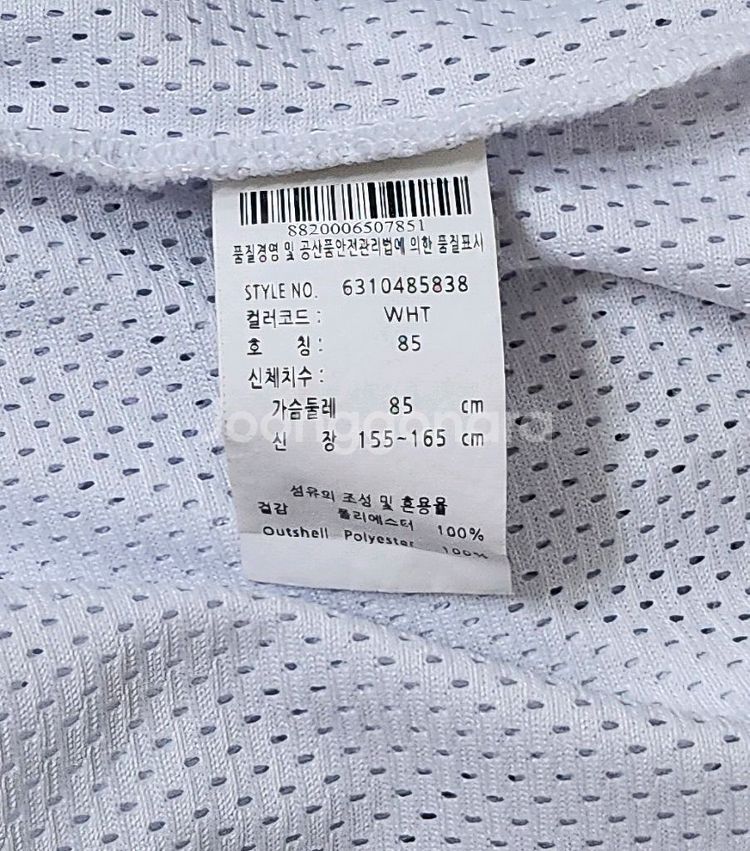 8820006507851
품질경영 및 공산품안전관리법에 의한 품질표시
STYLE NO. 6310485838
컬러코드 : WHT
호 칭 : 85
신체치수 :
가슴둘레 85 cm
신 장 155~165 cm
joonggonara
섬유의 조성 및 혼용율
겉감 폴리에스터 100%
Outshell Polyester 100%